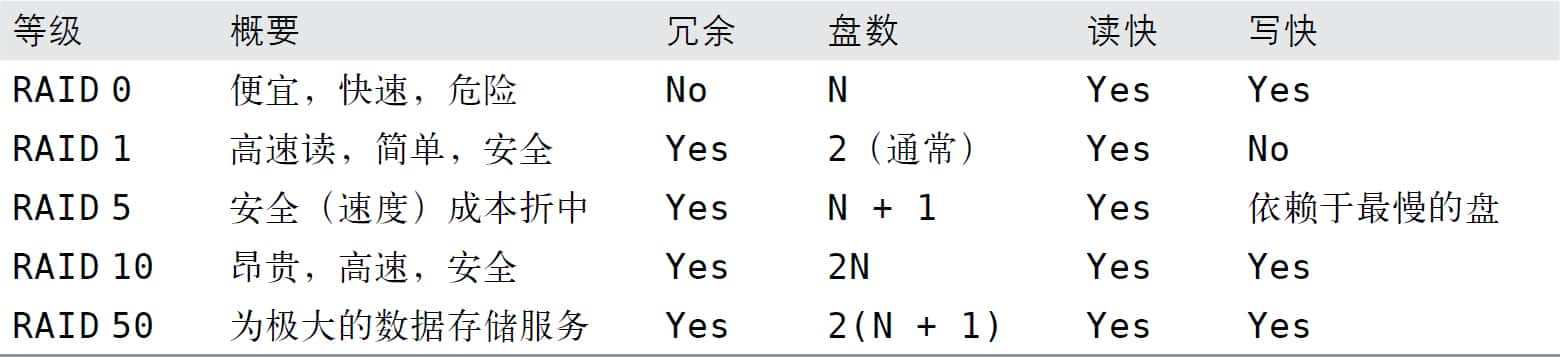 等级 概要 冗余 盘数 读快 写快
RAID 0 便宜，快速，危险 No N Yes Yes
RAID 1 高速读，简单，安全 Yes 2（通常） Yes No
RAID 5 安全（速度）成本折中 Yes N + 1 Yes 依赖于最慢的盘
RAID 10 昂贵，高速，安全 Yes 2N Yes Yes
RAID 50 为极大的数据存储服务 Yes 2(N + 1) Yes Yes